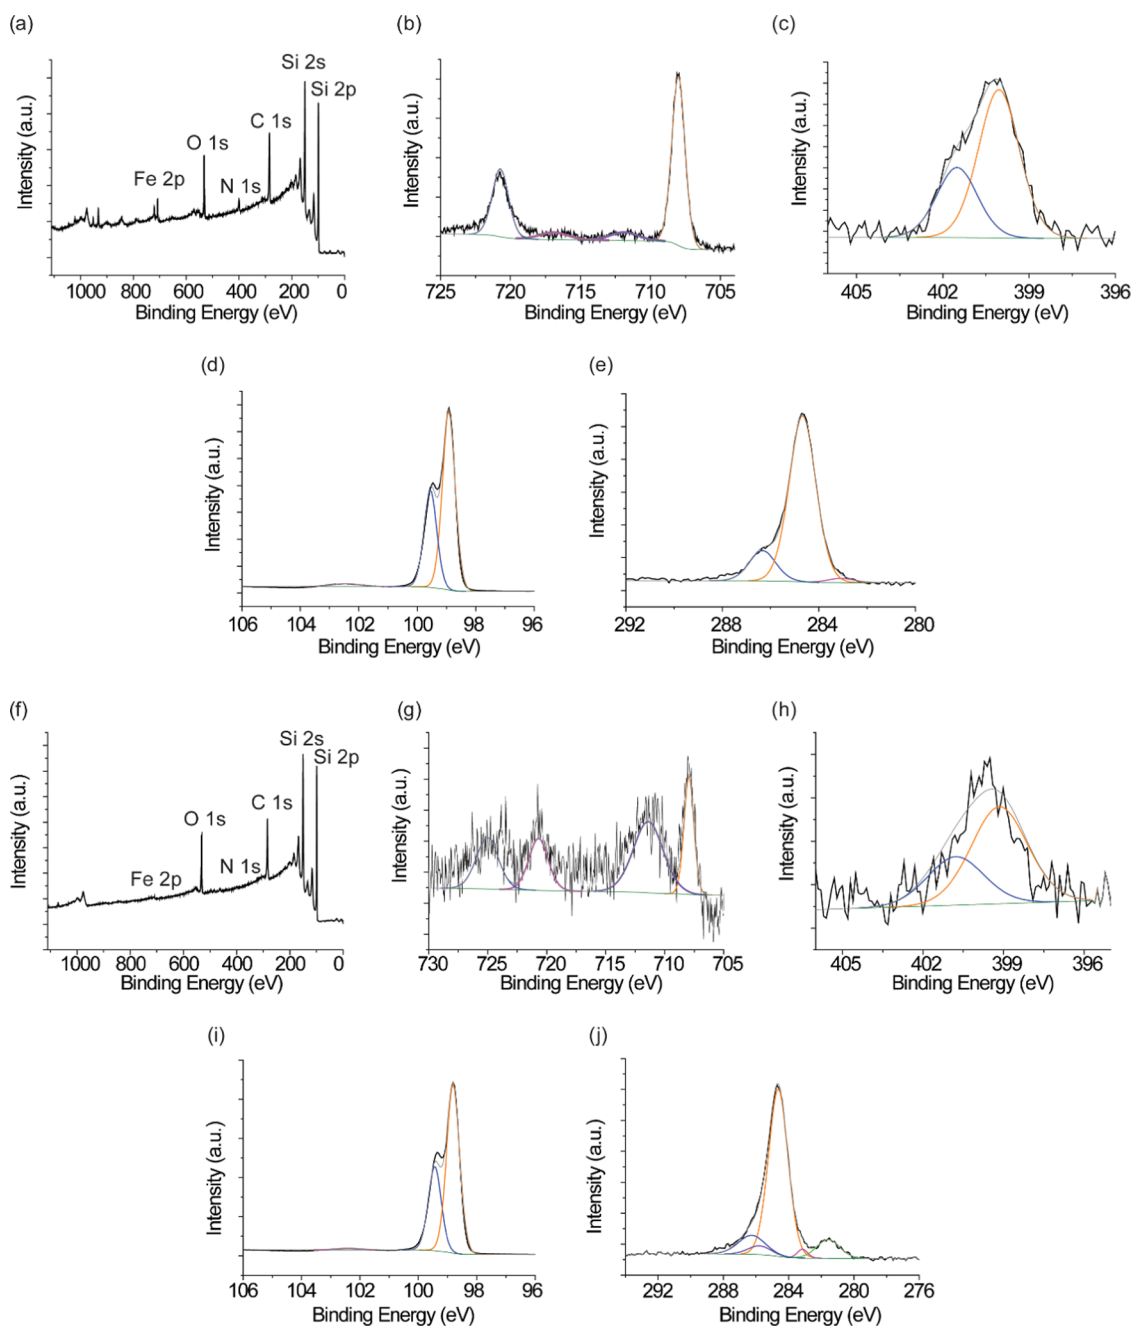 (a)
(b)
(c)
Si 2s
Si 2p
C 1s
O 1s
Fe 2p
N 1s
Intensity (a.u.)
Intensity (a.u.)
Intensity (a.u.)
1000 800 600 400 200 0
725 720 715 710 705
405 402 399 396
Binding Energy (eV)
Binding Energy (eV)
Binding Energy (eV)
(d)
(e)
Intensity (a.u.)
Intensity (a.u.)
106 104 102 100 98 96
292 288 284 280
Binding Energy (eV)
Binding Energy (eV)
(f)
(g)
(h)
Si 2s
Si 2p
C 1s
O 1s
N 1s
Fe 2p
Intensity (a.u.)
Intensity (a.u.)
Intensity (a.u.)
1000 800 600 400 200 0
730 725 720 715 710 705
405 402 399 396
Binding Energy (eV)
Binding Energy (eV)
Binding Energy (eV)
(i)
(j)
Intensity (a.u.)
Intensity (a.u.)
106 104 102 100 98 96
292 288 284 280 276
Binding Energy (eV)
Binding Energy (eV)